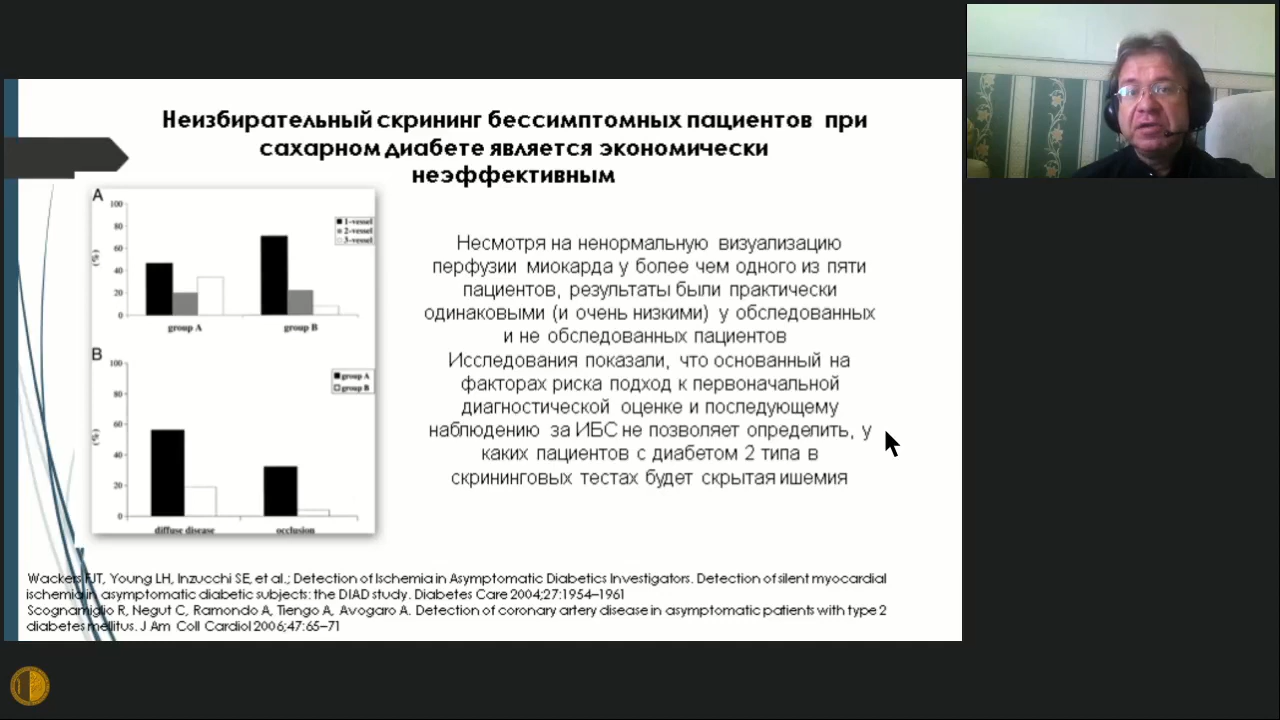 Неизбирательный скрининг бессимптомных пациентов при
сахарном диабете является экономически
неэффективным
A
100
80
60
40
20
0
(%)
1-vessel
2-vessel
3-vessel
group A
group B
B
100
80
60
40
20
0
(%)
group A
group B
diffuse disease
occlusion
Несмотря на ненормальную визуализацию
перфузии миокарда у более чем одного из пяти
пациентов, результаты были практически
одинаковыми (и очень низкими) у обследованных
и не обследованных пациентов
Исследования показали, что основанный на
факторах риска подход к первоначальной
диагностической оценке и последующему
наблюдению за ИБС не позволяет определить, у
каких пациентов с диабетом 2 типа в
скрининговых тестах будет скрытая ишемия
Wackers FJT, Young LH, Inzucchi SE, et al.; Detection of Ischemia in Asymptomatic Diabetics Investigators. Detection of silent myocardial
ischemia in asymptomatic diabetic subjects: the DIAD study. Diabetes Care 2004;27:1954–1961
Scognamiglio R, Negut C, Ramondo A, Tiengo A, Avogaro A. Detection of coronary artery disease in asymptomatic patients with type 2
diabetes mellitus. J Am Coll Cardiol 2006;47:65–71